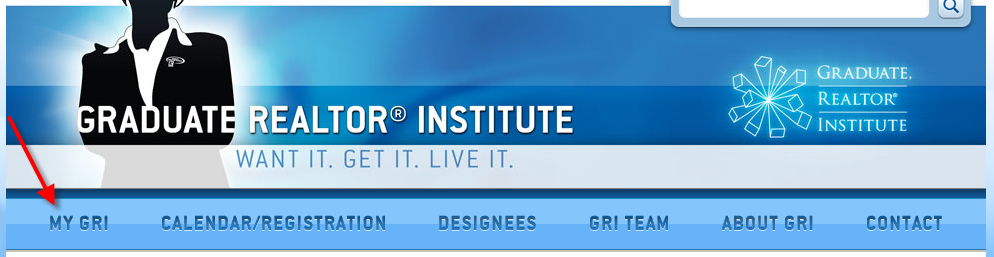 GRADUATE REALTOR® INSTITUTE
WANT IT. GET IT. LIVE IT.
GRADUATE,
REALTOR®
INSTITUTE
MY GRI CALENDAR/REGISTRATION DESIGNEES GRI TEAM ABOUT GRI CONTACT